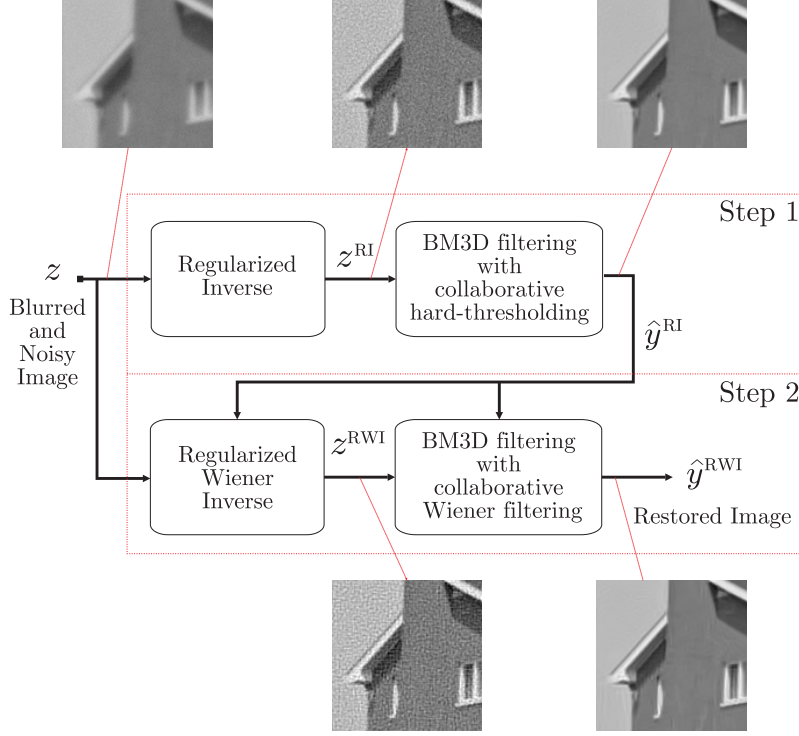 Step 1
z
Blurred
and
Noisy
Image
Regularized
Inverse
z^RI
BM3D filtering
with
collaborative
hard-thresholding
ŷ^RI
Step 2
Regularized
Wiener
Inverse
z^RWI
BM3D filtering
with
collaborative
Wiener filtering
ŷ^RWI
Restored Image